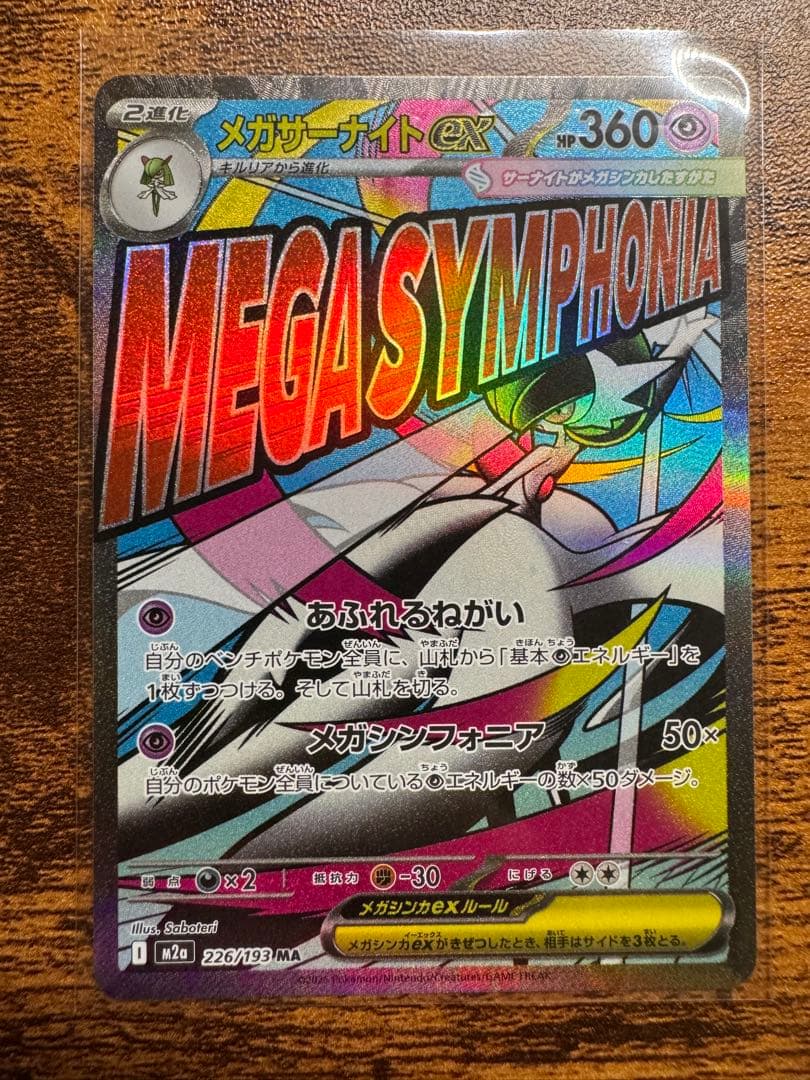 2進化
メガサーナイトex
HP360
キルリアから進化
サーナイトがメガシンカしたすがた
MEGA SYMPHONIA
あふれるねがい
自分のベンチポケモン全員に、山札から「基本エネルギー」を
1枚ずつつける。そして山札を切る。
メガシンフォニア 50×
自分のポケモン全員についているエネルギーの数×50ダメージ。
弱点 ×2 抵抗力 -30 にげる
メガシンカexルール
メガシンカexがきぜつしたとき、相手はサイドを3枚とる。
Illus. Saboteri
I m2a 226/193 MA
©2025 Pokémon/Nintendo/Creatures/GAME FREAK